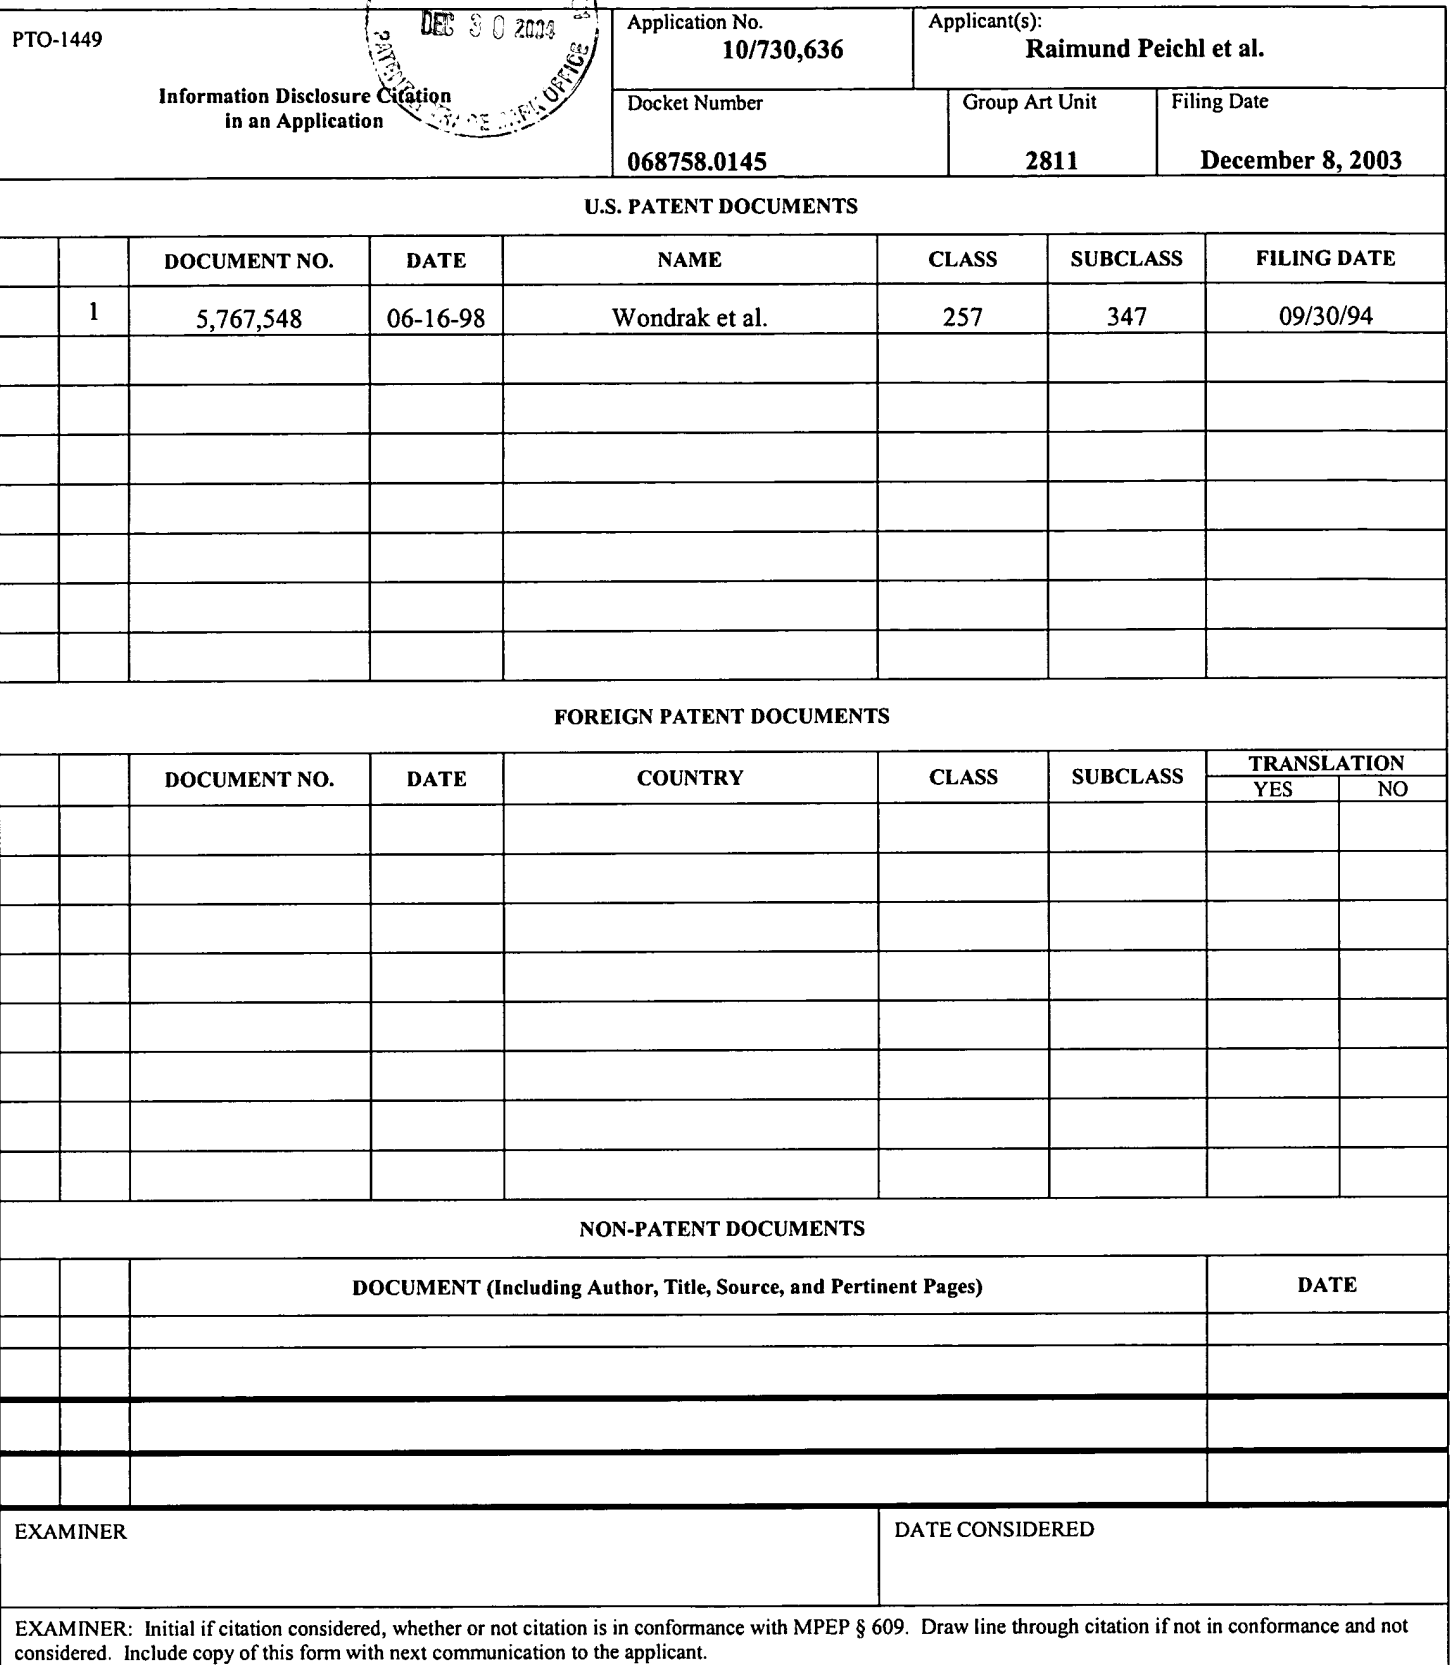 PTO-1449
Information Disclosure Citation
in an Application
DEC 30 2004
OFFICE
Application No.
10/730,636
Applicant(s):
Raimund Peichl et al.
Docket Number
068758.0145
Group Art Unit
2811
Filing Date
December 8, 2003
U.S. PATENT DOCUMENTS
DOCUMENT NO. DATE NAME CLASS SUBCLASS FILING DATE
1 5,767,548 06-16-98 Wondrak et al. 257 347 09/30/94
FOREIGN PATENT DOCUMENTS
DOCUMENT NO. DATE COUNTRY CLASS SUBCLASS TRANSLATION
YES NO
NON-PATENT DOCUMENTS
DOCUMENT (Including Author, Title, Source, and Pertinent Pages) DATE
EXAMINER DATE CONSIDERED
EXAMINER: Initial if citation considered, whether or not citation is in conformance with MPEP § 609. Draw line through citation if not in conformance and not
considered. Include copy of this form with next communication to the applicant.